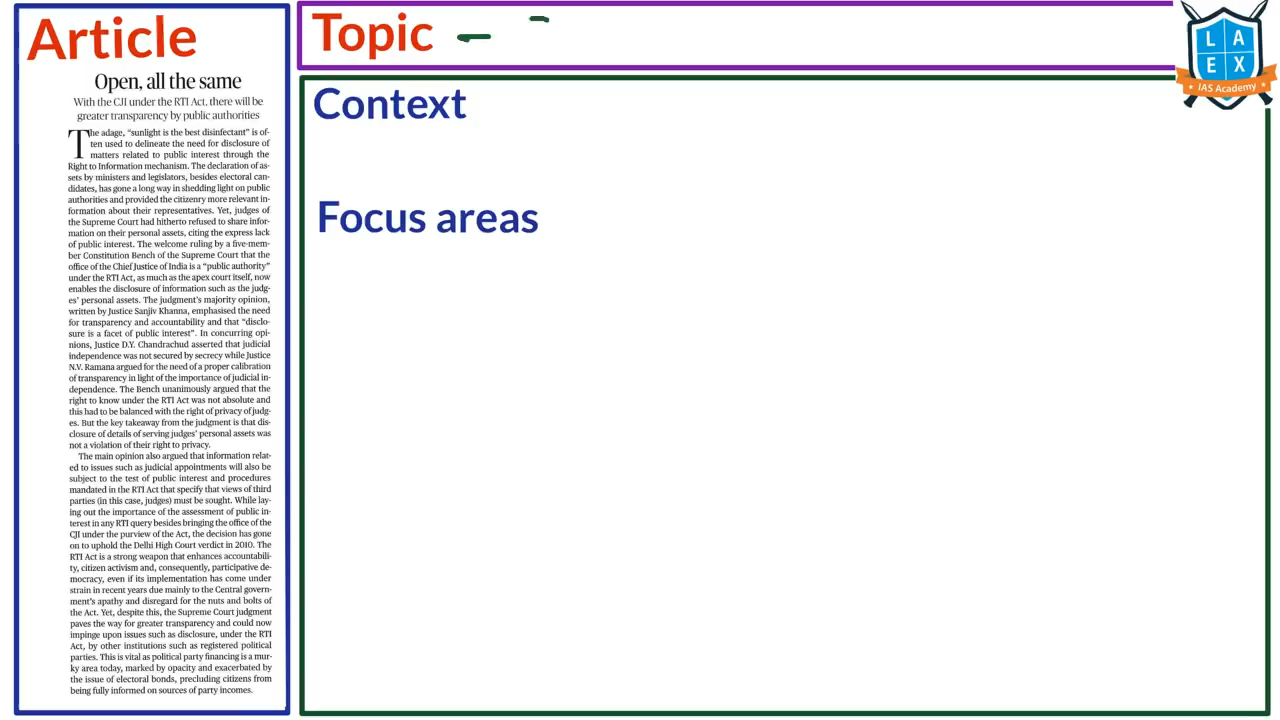 Article
Open, all the same
With the CJI under the RTI Act, there will be
greater transparency by public authorities
The adage, “sunlight is the best disinfectant” is of-
ten used to delineate the need for disclosure of
matters related to public interest through the
Right to Information mechanism. The declaration of as-
sets by ministers and legislators, besides electoral can-
didates, has gone a long way in shedding light on public
authorities and provided the citizenry more relevant in-
formation about their representatives. Yet, judges of
the Supreme Court had hitherto refused to share infor-
mation on their personal assets, citing the express lack
of public interest. The welcome ruling by a five-mem-
ber Constitution Bench of the Supreme Court that the
office of the Chief Justice of India is a “public authority”
under the RTI Act, as much as the apex court itself, now
enables the disclosure of information such as the judg-
es’ personal assets. The judgment’s majority opinion,
written by Justice Sanjiv Khanna, emphasised the need
for transparency and accountability and that “disclo-
sure is a facet of public interest”. In concurring opi-
nions, Justice D.Y. Chandrachud asserted that judicial
independence was not secured by secrecy while Justice
N.V. Ramana argued for the need of a proper calibration
of transparency in light of the importance of judicial in-
dependence. The Bench unanimously argued that the
right to know under the RTI Act was not absolute and
this had to be balanced with the right of privacy of judg-
es. But the key takeaway from the judgment is that dis-
closure of details of serving judges’ personal assets was
not a violation of their right to privacy.
The main opinion also argued that information relat-
ed to issues such as judicial appointments will also be
subject to the test of public interest and procedures
mandated in the RTI Act that specify that views of third
parties (in this case, judges) must be sought. While lay-
ing out the importance of the assessment of public in-
terest in any RTI query besides bringing the office of the
CJI under the purview of the Act, the decision has gone
on to uphold the Delhi High Court verdict in 2010. The
RTI Act is a strong weapon that enhances accountabili-
ty, citizen activism and, consequently, participative de-
mocracy, even if its implementation has come under
strain in recent years due mainly to the Central govern-
ment’s apathy and disregard for the nuts and bolts of
the Act. Yet, despite this, the Supreme Court judgment
paves the way for greater transparency and could now
impinge upon issues such as disclosure, under the RTI
Act, by other institutions such as registered political
parties. This is vital as political party financing is a mur-
ky area today, marked by opacity and exacerbated by
the issue of electoral bonds, precluding citizens from
being fully informed on sources of party incomes.
Topic –
Context
Focus areas
L A
E X
IAS Academy